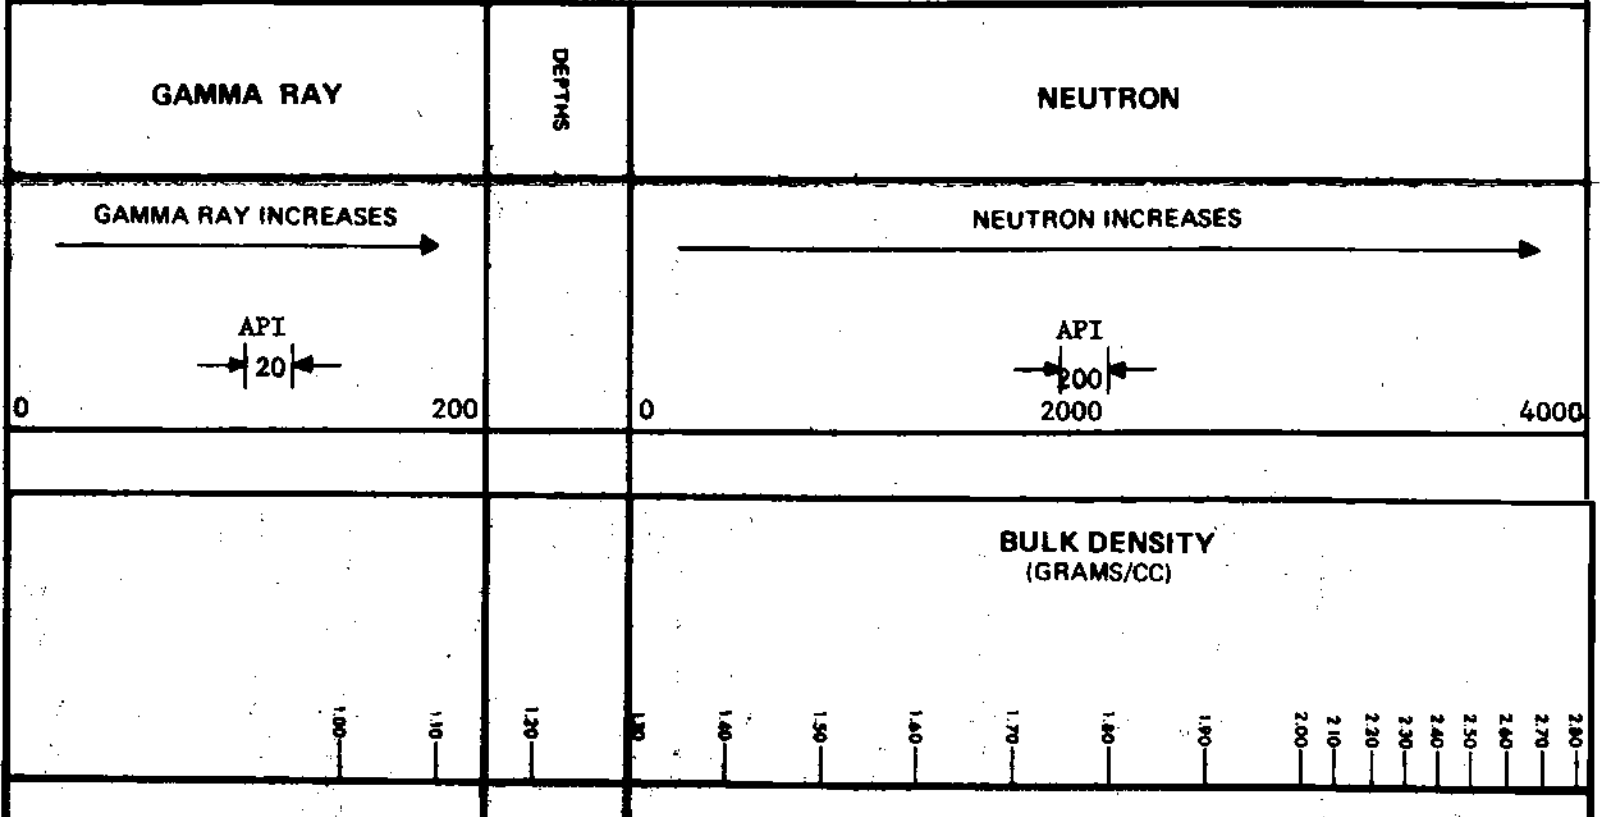 GAMMA RAY
DEPTHS
NEUTRON
GAMMA RAY INCREASES
NEUTRON INCREASES
API
20
API
200
0 200
0 2000 4000
BULK DENSITY
(GRAMS/CC)
1.00 1.10 1.20 1.30 1.40 1.50 1.60 1.70 1.80 1.90 2.00 2.10 2.20 2.30 2.40 2.50 2.60 2.70 2.80